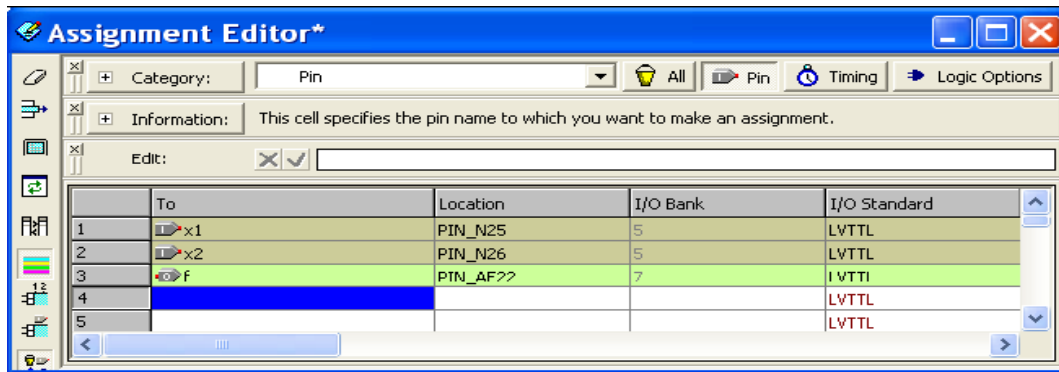 Assignment Editor*
Category: Pin All Pin Timing Logic Options
Information: This cell specifies the pin name to which you want to make an assignment.
Edit:
To Location I/O Bank I/O Standard
1 x1 PIN_N25 5 LVTTL
2 x2 PIN_N26 5 LVTTL
3 f PIN_AE22 7 LVTTL
4 LVTTL
5 LVTTL